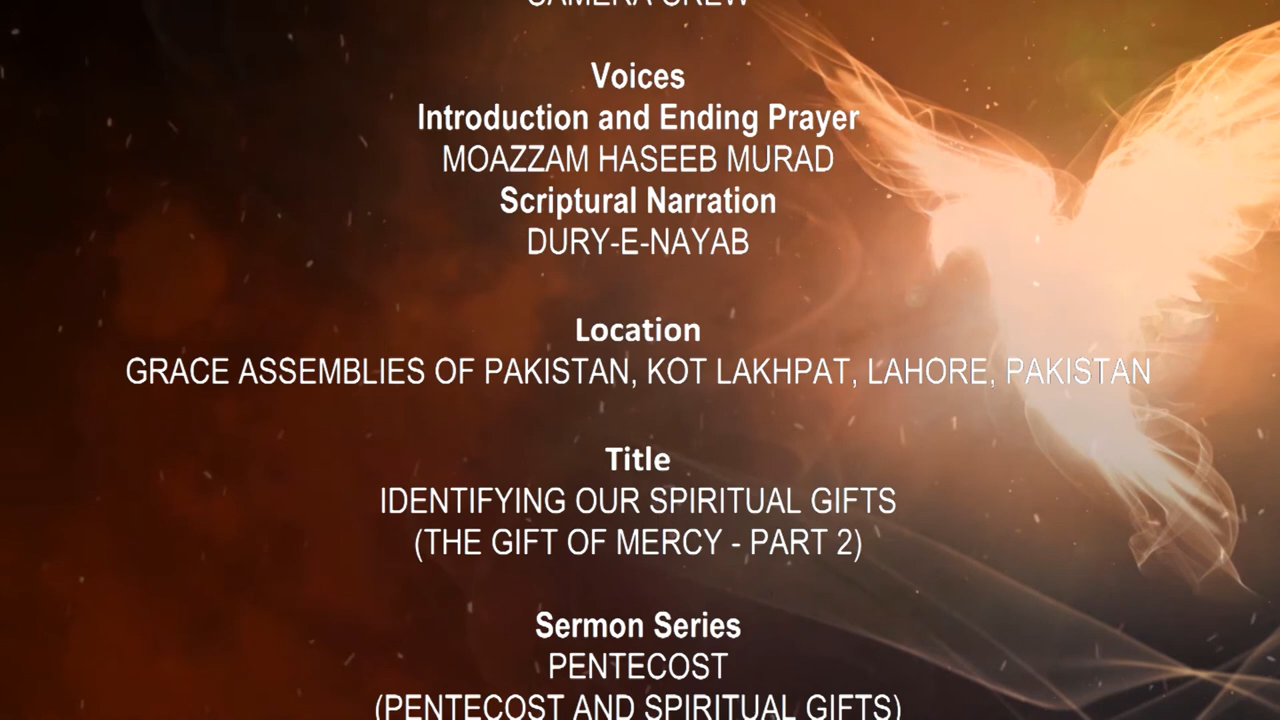 CAMERA CREW
Voices
Introduction and Ending Prayer
MOAZZAM HASEEB MURAD
Scriptural Narration
DURY-E-NAYAB
Location
GRACE ASSEMBLIES OF PAKISTAN, KOT LAKHPAT, LAHORE, PAKISTAN
Title
IDENTIFYING OUR SPIRITUAL GIFTS
(THE GIFT OF MERCY - PART 2)
Sermon Series
PENTECOST
(PENTECOST AND SPIRITUAL GIFTS)